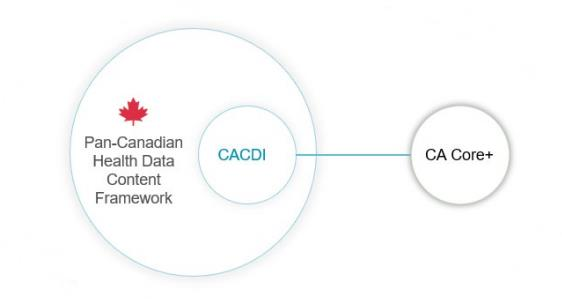 Pan-Canadian
Health Data
Content
Framework
CACDI
CA Core+